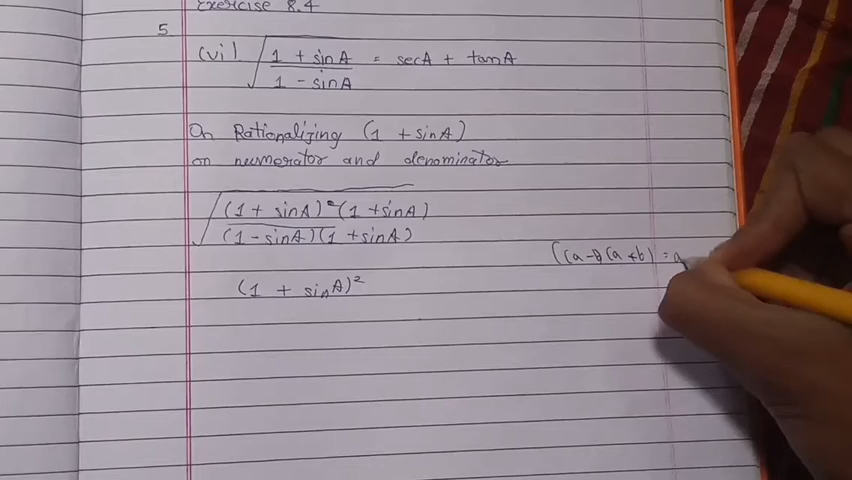 Exercise 8.4
5
(vi) √ 1 + sinA / 1 - sinA = secA + tanA
On Rationalizing (1 + sinA)
on numerator and denominator
√ (1 + sinA)²(1 + sinA)
(1 - sinA)(1 + sinA)
((a-b)(a+b) = a
(1 + sinA)²